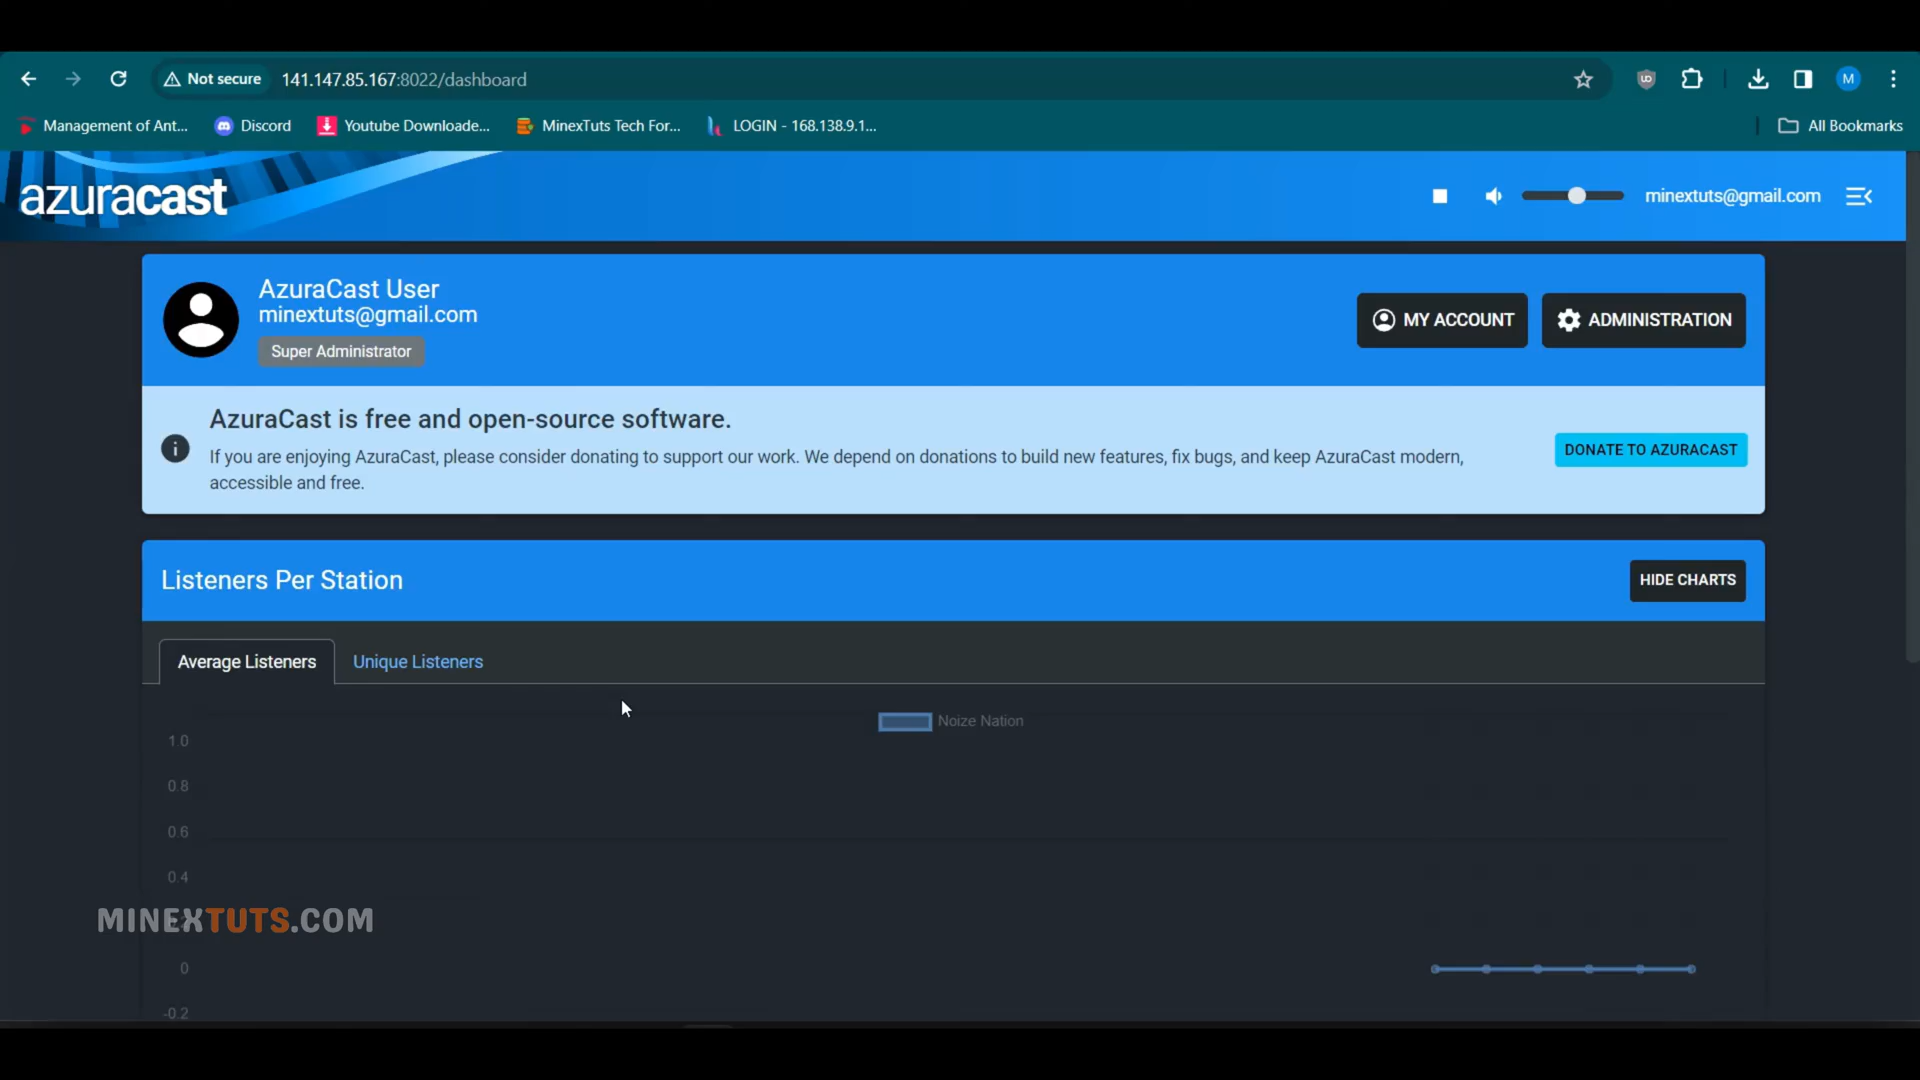 Not secure 141.147.85.167:8022/dashboard M
Management of Ant... Discord Youtube Downloade... MinexTuts Tech For... LOGIN - 168.138.9.1... All Bookmarks
azuracast minextuts@gmail.com
AzuraCast User
minextuts@gmail.com
Super Administrator
MY ACCOUNT ADMINISTRATION
AzuraCast is free and open-source software.
If you are enjoying AzuraCast, please consider donating to support our work. We depend on donations to build new features, fix bugs, and keep AzuraCast modern,
accessible and free.
DONATE TO AZURACAST
Listeners Per Station HIDE CHARTS
Average Listeners Unique Listeners
Noize Nation
1.0
0.8
0.6
0.4
MINEXTUTS.COM
0
-0.2